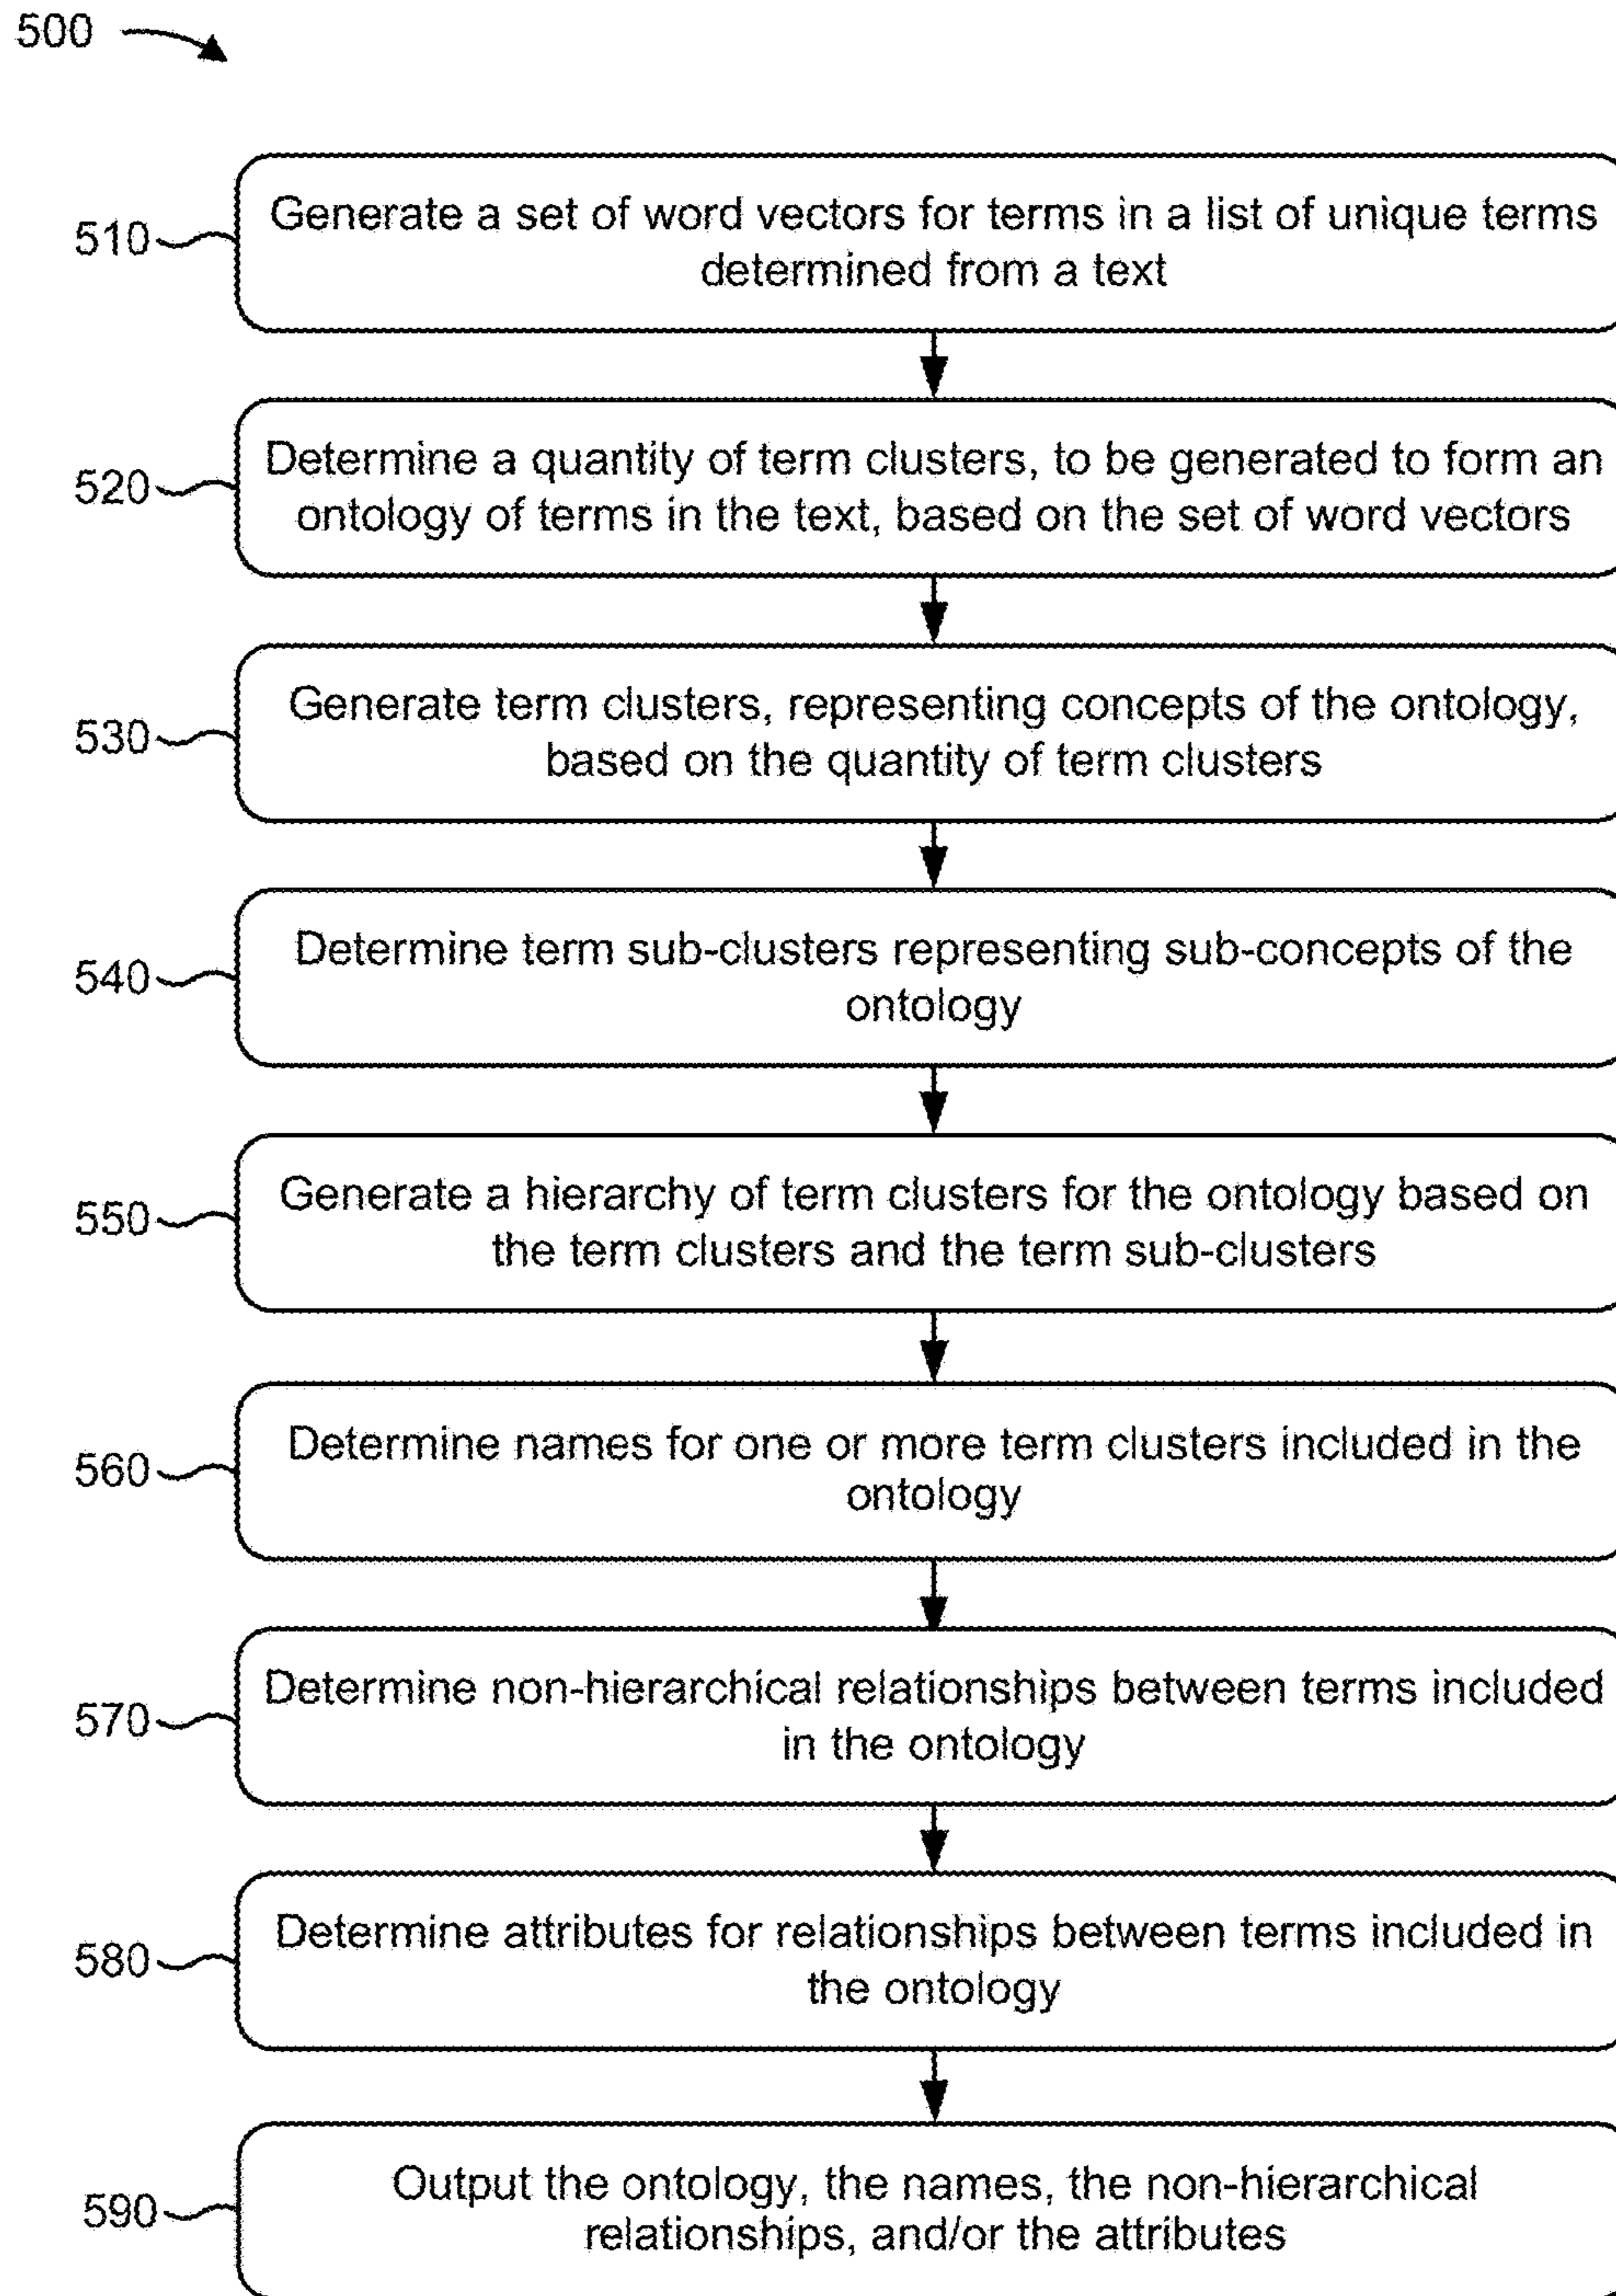 500
510
Generate a set of word vectors for terms in a list of unique terms
determined from a text
520
Determine a quantity of term clusters, to be generated to form an
ontology of terms in the text, based on the set of word vectors
530
Generate term clusters, representing concepts of the ontology,
based on the quantity of term clusters
540
Determine term sub-clusters representing sub-concepts of the
ontology
550
Generate a hierarchy of term clusters for the ontology based on
the term clusters and the term sub-clusters
560
Determine names for one or more term clusters included in the
ontology
570
Determine non-hierarchical relationships between terms included
in the ontology
580
Determine attributes for relationships between terms included in
the ontology
590
Output the ontology, the names, the non-hierarchical
relationships, and/or the attributes